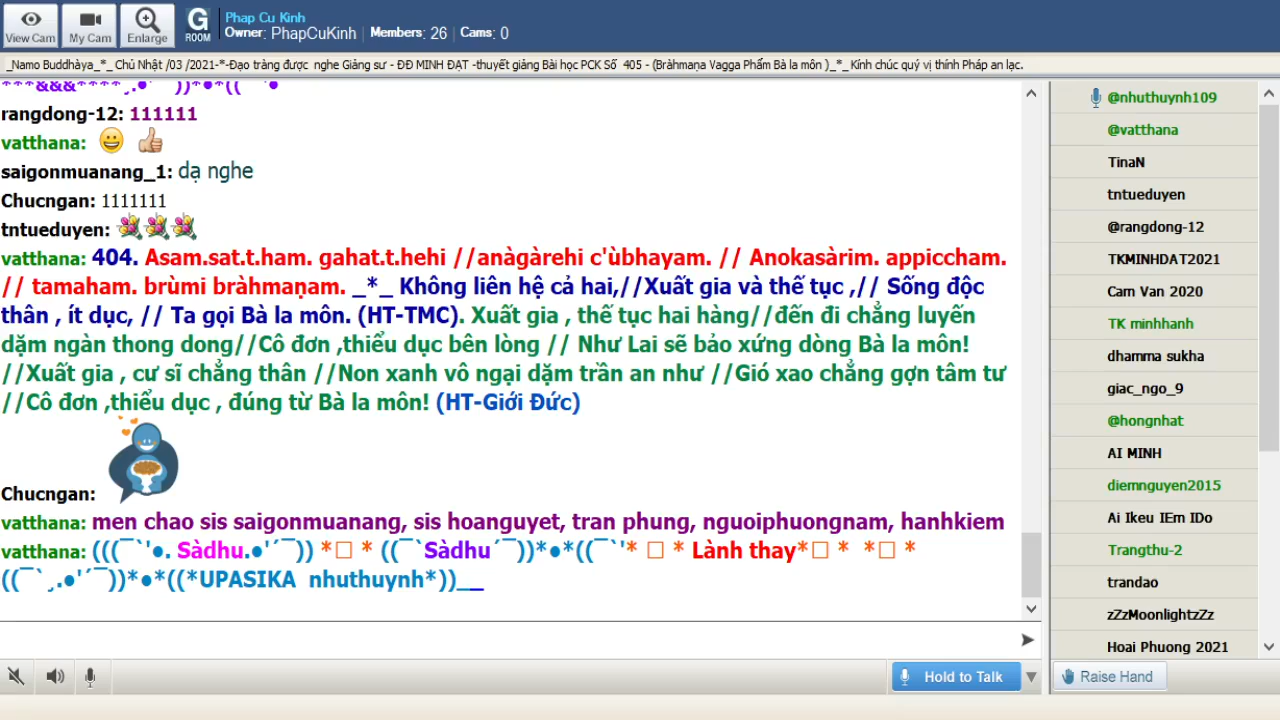 View Cam
My Cam
Enlarge
G
ROOM
Phap Cu Kinh
Owner: PhapCuKinh Members: 26 Cams: 0
_Namo Buddhàya_*_ Chủ Nhật /03 /2021-*-Đạo tràng được nghe Giảng sư - ĐĐ MINH ĐẠT -thuyết giảng Bài học PCK Số 405 - (Bràhmaṇa Vagga Phẩm Bà la môn )_*_Kính chúc quý vị thính Pháp an lạc.
rangdong-12: 111111
vatthana:
saigonmuanang_1: dạ nghe
Chucngan: 1111111
tntueduyen:
vatthana: 404. Asam.sat.t.ham. gahat.t.hehi //anàgàrehi c'ùbhayam. // Anokasàrim. appiccham.
// tamaham. brùmi bràhmaṇam. _*_ Không liên hệ cả hai,//Xuất gia và thế tục ,// Sống độc
thân , ít dục, // Ta gọi Bà la môn. (HT-TMC). Xuất gia , thế tục hai hàng//đến đi chẳng luyến
dặm ngàn thong dong//Cô đơn ,thiểu dục bên lòng // Như Lai sẽ bảo xứng dòng Bà la môn!
//Xuất gia , cư sĩ chẳng thân //Non xanh vô ngại dặm trần an như //Gió xao chẳng gợn tâm tư
//Cô đơn ,thiểu dục , đúng từ Bà la môn! (HT-Giới Đức)
Chucngan:
vatthana: men chao sis saigonmuanang, sis hoanguyet, tran phung, nguoiphuongnam, hanhkiem
vatthana: (((¯`'●. Sàdhu.●'´¯)) *□ * ((¯`Sàdhu´¯))*●*((¯`'* □ * Lành thay*□ * *□ *
((¯`¸.●'´¯))*●*((*UPASIKA nhuthuynh*))__
Hold to Talk
@nhuthuynh109
@vatthana
TinaN
tntueduyen
@rangdong-12
TKMINHDAT2021
Cam Van 2020
TK minhhanh
dhamma sukha
giac_ngo_9
@hongnhat
AI MINH
diemnguyen2015
Ai Ikeu IEm IDo
Trangthu-2
trandao
zZzMoonlightzZz
Hoai Phuong 2021
Raise Hand